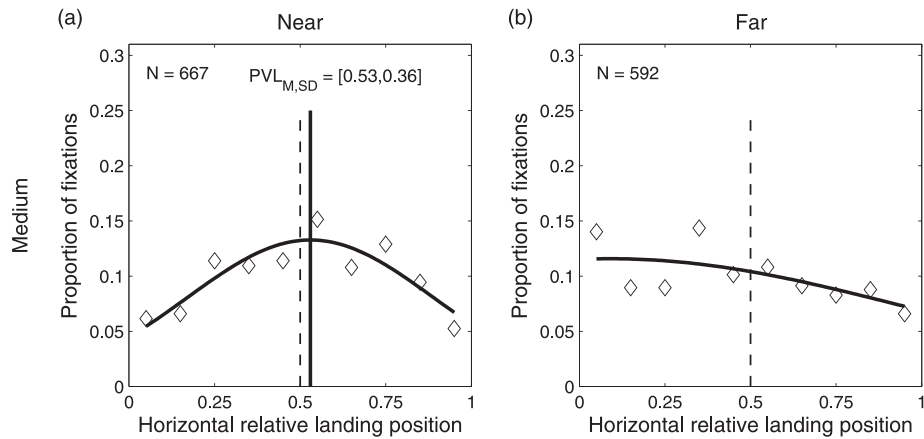 (a) Near
N = 667 PVL_M,SD = [0.53,0.36]
Medium
Proportion of fixations
0.3
0.25
0.2
0.15
0.1
0.05
0
0 0.25 0.5 0.75 1
Horizontal relative landing position
(b) Far
N = 592
Proportion of fixations
0.3
0.25
0.2
0.15
0.1
0.05
0
0 0.25 0.5 0.75 1
Horizontal relative landing position